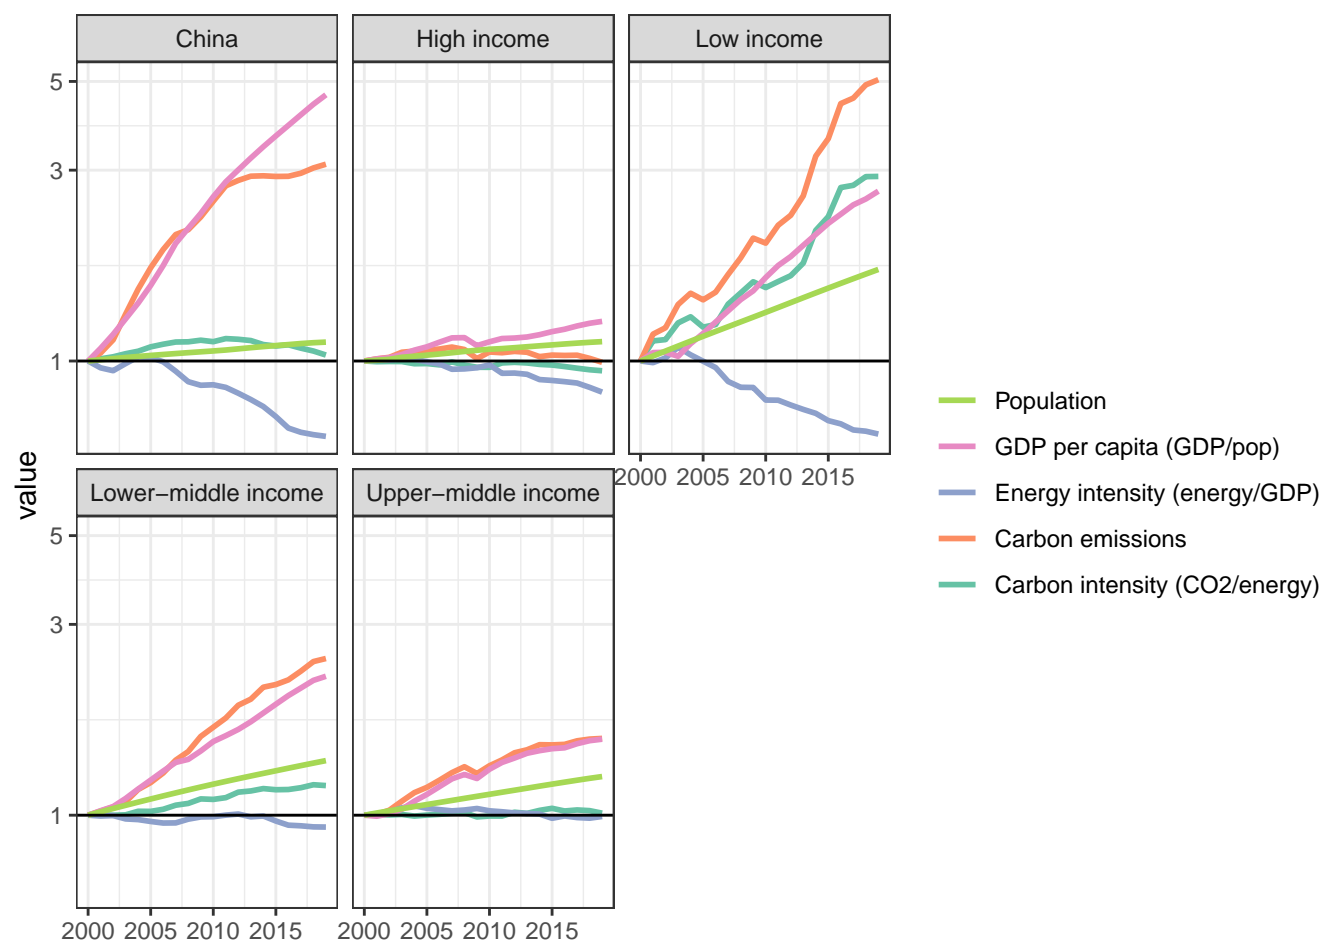 China
High income
Low income
5
3
1
2000 2005 2010 2015
value
Lower−middle income
Upper−middle income
5
3
1
2000 2005 2010 2015
2000 2005 2010 2015
Population
GDP per capita (GDP/pop)
Energy intensity (energy/GDP)
Carbon emissions
Carbon intensity (CO2/energy)